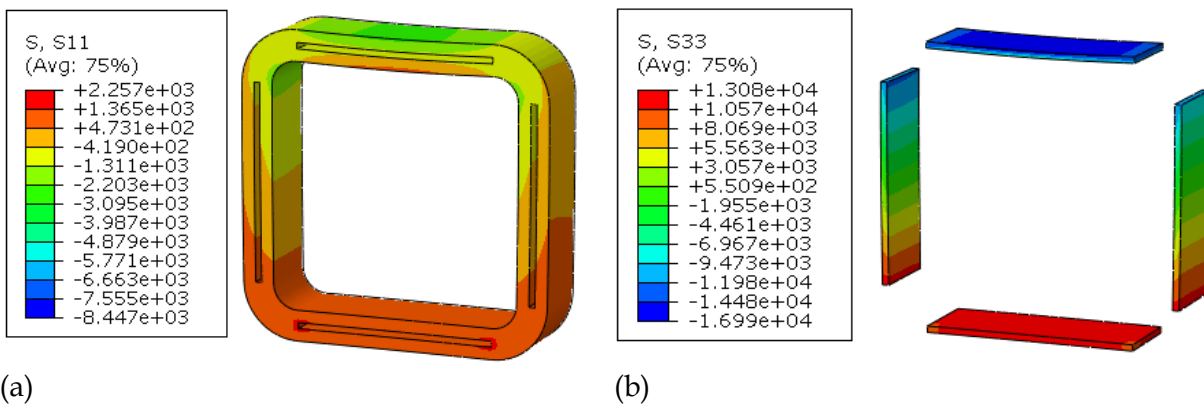 S, S11
(Avg: 75%)
+2.257e+03
+1.365e+03
+4.731e+02
-4.190e+02
-1.311e+03
-2.203e+03
-3.095e+03
-3.987e+03
-4.879e+03
-5.771e+03
-6.663e+03
-7.555e+03
-8.447e+03
(a)
S, S33
(Avg: 75%)
+1.308e+04
+1.057e+04
+8.069e+03
+5.563e+03
+3.057e+03
+5.509e+02
-1.955e+03
-4.461e+03
-6.967e+03
-9.473e+03
-1.198e+04
-1.448e+04
-1.699e+04
(b)